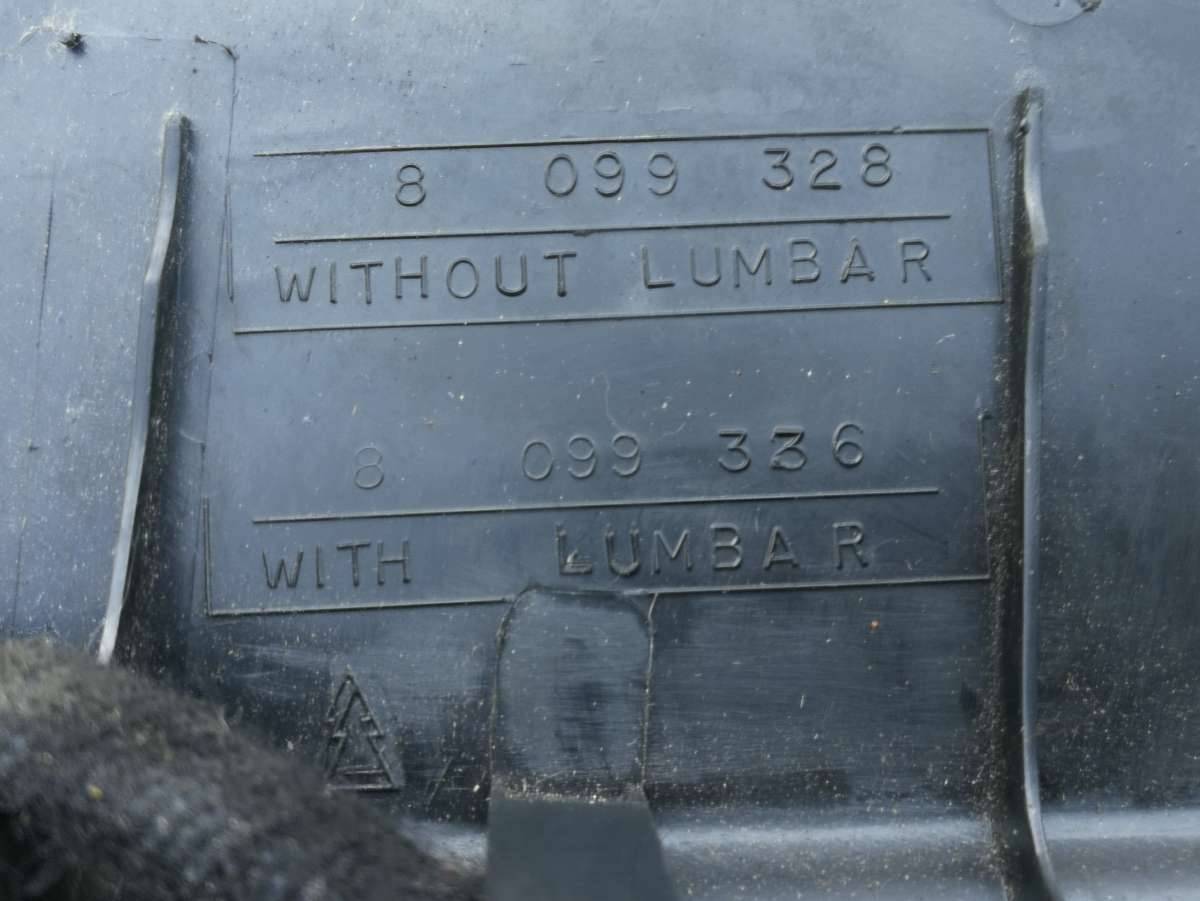 8 099 328
WITHOUT LUMBAR
8 099 336
WITH LUMBAR